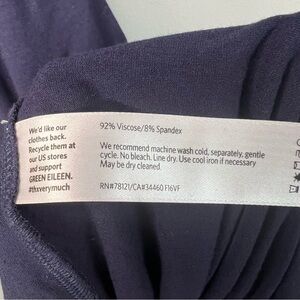 We'd like our
clothes back.
Recycle them at
our US stores
and support
GREEN EILEEN.
#thxverymuch
92% Viscose/8% Spandex
We recommend machine wash cold, separately, gentle
cycle. No bleach. Line dry. Use cool iron if necessary
May be dry cleaned.
RN#78121/CA#34460 F16VF